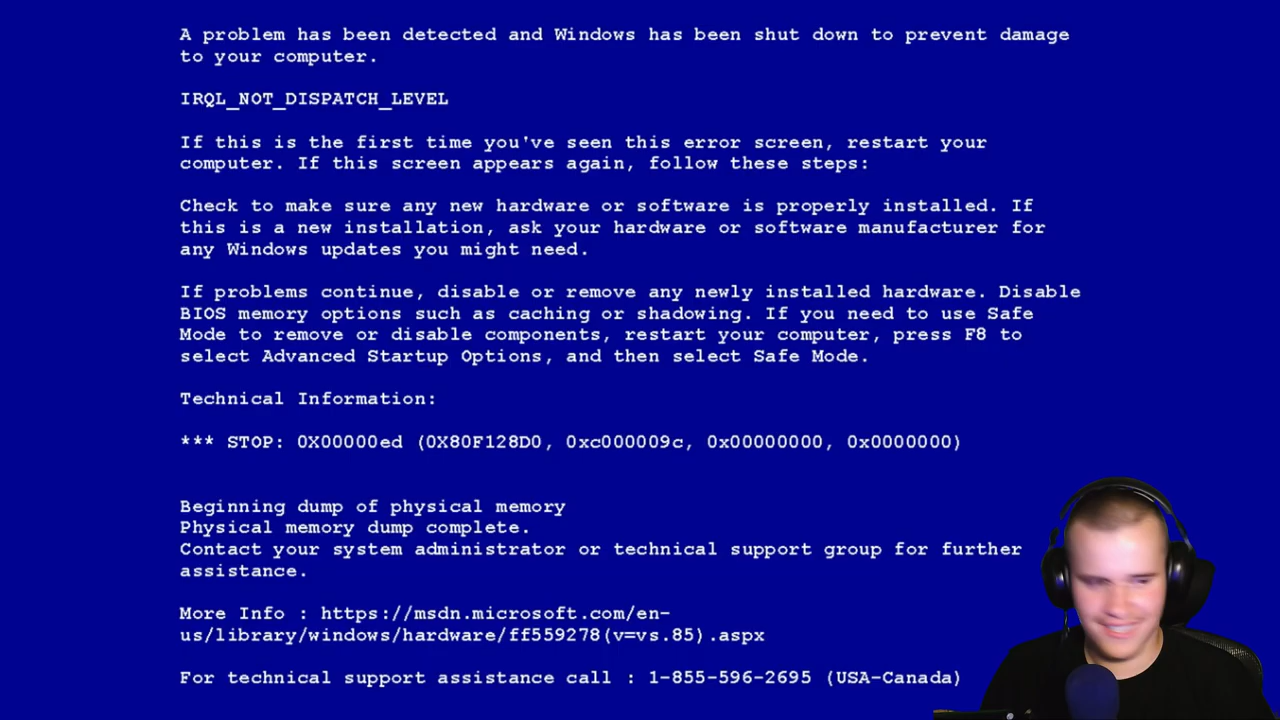 A problem has been detected and Windows has been shut down to prevent damage
to your computer.
IRQL_NOT_DISPATCH_LEVEL
If this is the first time you've seen this error screen, restart your
computer. If this screen appears again, follow these steps:
Check to make sure any new hardware or software is properly installed. If
this is a new installation, ask your hardware or software manufacturer for
any Windows updates you might need.
If problems continue, disable or remove any newly installed hardware. Disable
BIOS memory options such as caching or shadowing. If you need to use Safe
Mode to remove or disable components, restart your computer, press F8 to
select Advanced Startup Options, and then select Safe Mode.
Technical Information:
*** STOP: 0X00000ed (0X80F128D0, 0xc000009c, 0x00000000, 0x0000000)
Beginning dump of physical memory
Physical memory dump complete.
Contact your system administrator or technical support group for further
assistance.
More Info : https://msdn.microsoft.com/en-
us/library/windows/hardware/ff559278(v=vs.85).aspx
For technical support assistance call : 1-855-596-2695 (USA-Canada)